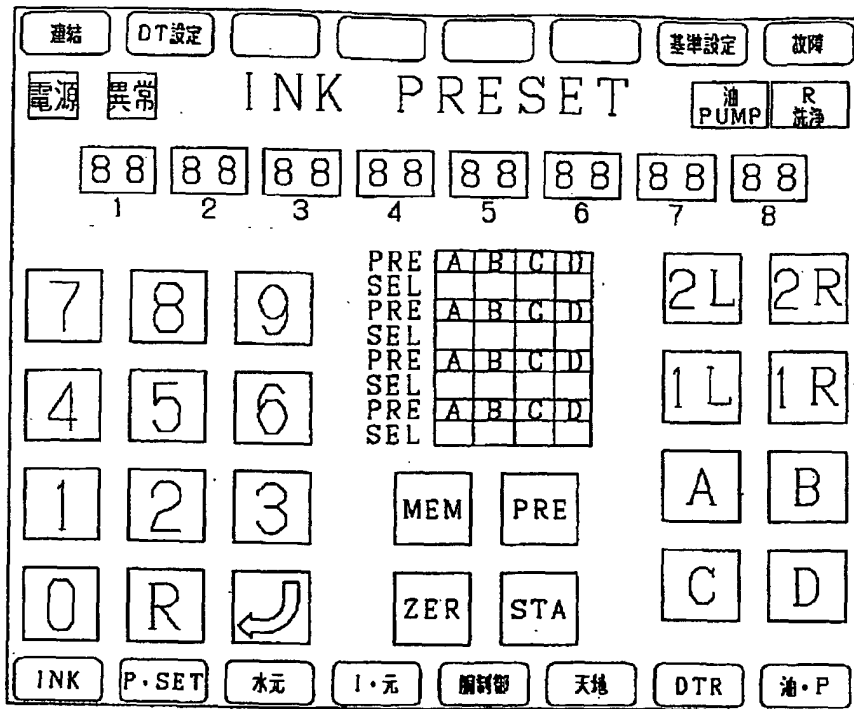 連結 DT設定 基準設定 故障
電源 異常 INK PRESET 油 PUMP R 洗浄
88 88 88 88 88 88 88 88
1 2 3 4 5 6 7 8
PRE A B C D
SEL
PRE A B C D
SEL
PRE A B C D
SEL
PRE A B C D
SEL
7 8 9 2L 2R
4 5 6 1L 1R
1 2 3 MEM PRE A B
0 R ZER STA C D
INK P・SET 水元 I・元 胴制御 天地 DTR 油・P